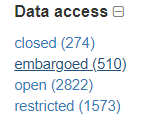 Data access
closed (274)
embargoed (510)
open (2822)
restricted (1573)